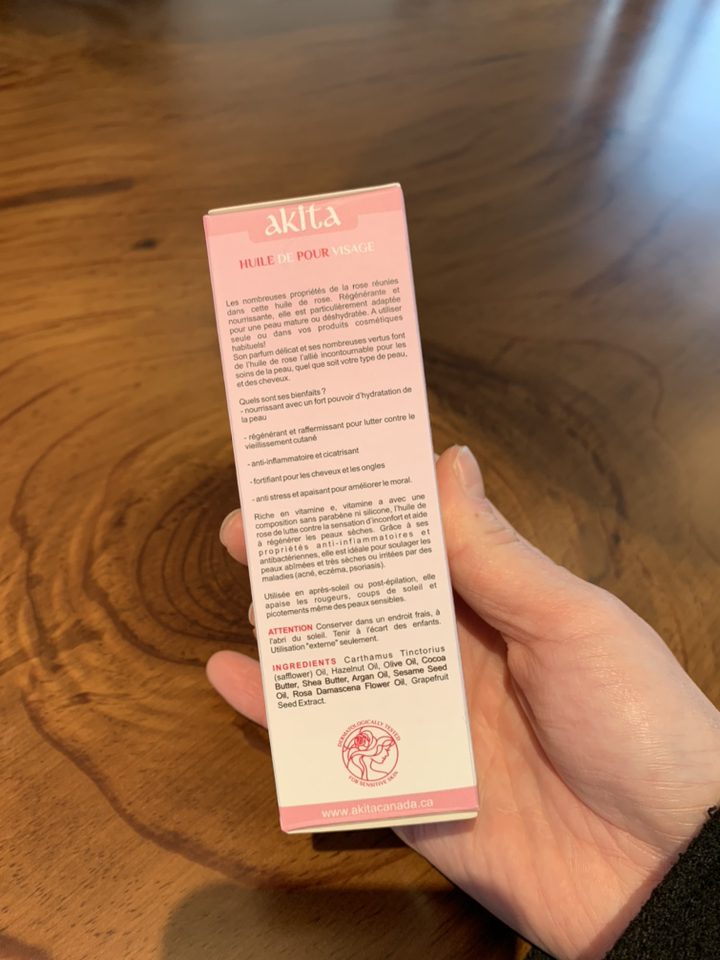 akita
HUILE DE POUR VISAGE
Les nombreuses propriétés de la rose réunies
dans cette huile de rose. Régénérante et
nourrissante, elle est particulièrement adaptée
pour une peau mature ou déshydratée. A utiliser
seule ou dans vos produits cosmétiques
habituels!
Son parfum délicat et ses nombreuses vertus font
de l'huile de rose l'allié incontournable pour les
soins de la peau, quel que soit votre type de peau,
et des cheveux.
Quels sont ses bienfaits ?
- nourrissant avec un fort pouvoir d'hydratation de
la peau
- régénérant et raffermissant pour lutter contre le
vieillissement cutané
- anti-inflammatoire et cicatrisant
- fortifiant pour les cheveux et les ongles
- anti stress et apaisant pour améliorer le moral.
Riche en vitamine e, vitamine a avec une
composition sans parabène ni silicone, l'huile de
rose de lutte contre la sensation d'inconfort et aide
à régénérer les peaux sèches. Grâce à ses
propriétés anti-inflammatoires et
antibactériennes, elle est idéale pour soulager les
peaux abîmées et très sèches ou irritées par des
maladies (acné, eczéma, psoriasis).
Utilisée en après-soleil ou post-épilation, elle
apaise les rougeurs, coups de soleil et
picotements même des peaux sensibles.
ATTENTION Conserver dans un endroit frais, à
l'abri du soleil. Tenir à l'écart des enfants.
Utilisation "externe" seulement.
INGREDIENTS Carthamus Tinctorius
(safflower) Oil, Hazelnut Oil, Olive Oil, Cocoa
Butter, Shea Butter, Argan Oil, Sesame Seed
Oil, Rosa Damascena Flower Oil, Grapefruit
Seed Extract.
DERMATOLOGICALLY TESTED
FOR SENSITIVE SKIN
www.akitacanada.ca